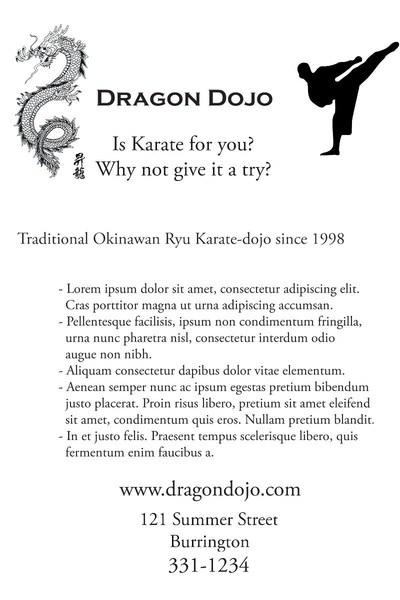 DRAGON DOJO
Is Karate for you?
Why not give it a try?
昇龍
Traditional Okinawan Ryu Karate-dojo since 1998
- Lorem ipsum dolor sit amet, consectetur adipiscing elit.
Cras porttitor magna ut urna adipiscing accumsan.
- Pellentesque facilisis, ipsum non condimentum fringilla,
urna nunc pharetra nisl, consectetur interdum odio
augue non nibh.
- Aliquam consectetur dapibus dolor vitae elementum.
- Aenean semper nunc ac ipsum egestas pretium bibendum
justo placerat. Proin risus libero, pretium sit amet eleifend
sit amet, condimentum quis eros. Nullam pretium blandit.
- In et justo felis. Praesent tempus scelerisque libero, quis
fermentum enim faucibus a.
www.dragondojo.com
121 Summer Street
Burrington
331-1234